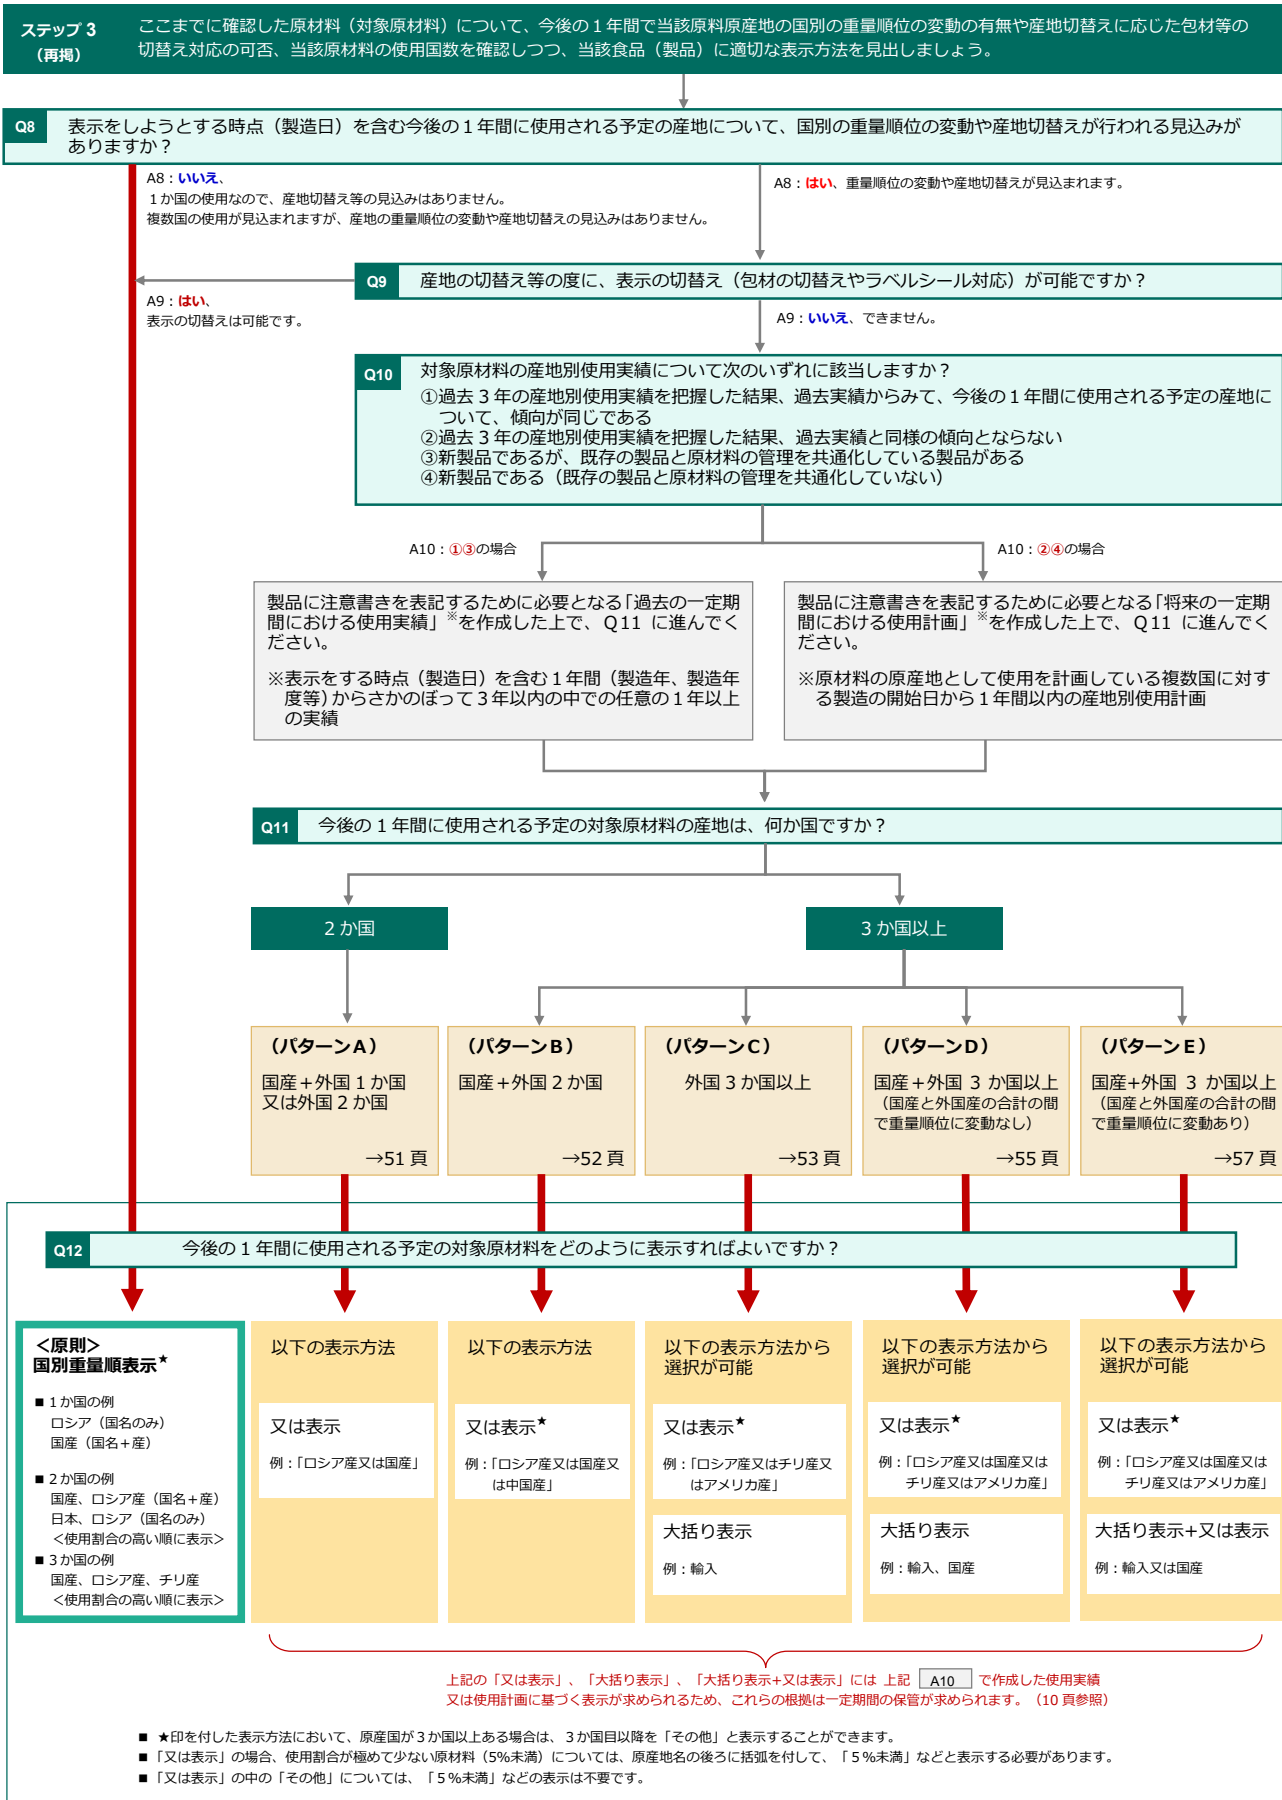 ステップ 3
（再掲）
ここまでに確認した原材料（対象原材料）について、今後の１年間で当該原料原産地の国別の重量順位の変動の有無や産地切替えに応じた包材等の
切替え対応の可否、当該原材料の使用国数を確認しつつ、当該食品（製品）に適切な表示方法を見出しましょう。
Q8
表示をしようとする時点（製造日）を含む今後の１年間に使用される予定の産地について、国別の重量順位の変動や産地切替えが行われる見込みが
ありますか？
A8：いいえ、
１か国の使用なので、産地切替え等の見込みはありません。
複数国の使用が見込まれますが、産地の重量順位の変動や産地切替えの見込みはありません。
A8：はい、重量順位の変動や産地切替えが見込まれます。
Q9
産地の切替え等の度に、表示の切替え（包材の切替えやラベルシール対応）が可能ですか？
A9：はい、
表示の切替えは可能です。
A9：いいえ、できません。
Q10
対象原材料の産地別使用実績について次のいずれに該当しますか？
①過去３年の産地別使用実績を把握した結果、過去実績からみて、今後の１年間に使用される予定の産地に
ついて、傾向が同じである
②過去３年の産地別使用実績を把握した結果、過去実績と同様の傾向とならない
③新製品であるが、既存の製品と原材料の管理を共通化している製品がある
④新製品である（既存の製品と原材料の管理を共通化していない）
A10：①③の場合
A10：②④の場合
製品に注意書きを表記するために必要となる「過去の一定期
間における使用実績」※を作成した上で、Q11 に進んでく
ださい。
※表示をする時点（製造日）を含む１年間（製造年、製造年
度等）からさかのぼって３年以内の中での任意の１年以上
の実績
製品に注意書きを表記するために必要となる「将来の一定期
間における使用計画」※を作成した上で、Q11 に進んでく
ださい。
※原材料の原産地として使用を計画している複数国に対す
る製造の開始日から１年間以内の産地別使用計画
Q11
今後の１年間に使用される予定の対象原材料の産地は、何か国ですか？
２か国
３か国以上
（パターンA）
国産＋外国１か国
又は外国２か国
→51 頁
（パターンB）
国産＋外国２か国
→52 頁
（パターンC）
外国３か国以上
→53 頁
（パターンD）
国産＋外国 3 か国以上
（国産と外国産の合計の間
で重量順位に変動なし）
→55 頁
（パターンE）
国産+外国 3 か国以上
（国産と外国産の合計の間
で重量順位に変動あり）
→57 頁
Q12
今後の１年間に使用される予定の対象原材料をどのように表示すればよいですか？
＜原則＞
国別重量順表示★
■１か国の例
ロシア（国名のみ）
国産（国名＋産）
■２か国の例
国産、ロシア産（国名＋産）
日本、ロシア（国名のみ）
＜使用割合の高い順に表示＞
■３か国の例
国産、ロシア産、チリ産
＜使用割合の高い順に表示＞
以下の表示方法
又は表示
例：「ロシア産又は国産」
以下の表示方法
又は表示★
例：「ロシア産又は国産又
は中国産」
以下の表示方法から
選択が可能
又は表示★
例：「ロシア産又はチリ産又
はアメリカ産」
大括り表示
例：輸入
以下の表示方法から
選択が可能
又は表示★
例：「ロシア産又は国産又は
チリ産又はアメリカ産」
大括り表示
例：輸入、国産
以下の表示方法から
選択が可能
又は表示★
例：「ロシア産又は国産又は
チリ産又はアメリカ産」
大括り表示+又は表示
例：輸入又は国産
上記の「又は表示」、「大括り表示」、「大括り表示+又は表示」には 上記 A10 で作成した使用実績
又は使用計画に基づく表示が求められるため、これらの根拠は一定期間の保管が求められます。（10 頁参照）
■ ★印を付した表示方法において、原産国が３か国以上ある場合は、３か国目以降を「その他」と表示することができます。
■「又は表示」の場合、使用割合が極めて少ない原材料（5%未満）については、原産地名の後ろに括弧を付して、「５%未満」などと表示する必要があります。
■「又は表示」の中の「その他」については、「５%未満」などの表示は不要です。